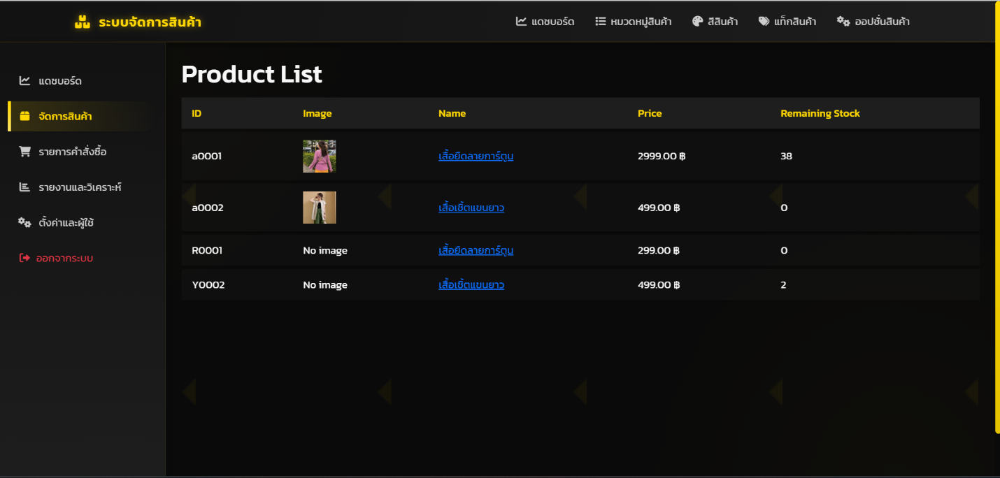 ระบบจัดการสินค้า
แดชบอร์ด หมวดหมู่สินค้า สีสินค้า แท็กสินค้า ออปชั่นสินค้า
แดชบอร์ด
จัดการสินค้า
รายการคำสั่งซื้อ
รายงานและวิเคราะห์
ตั้งค่าและผู้ใช้
ออกจากระบบ
Product List
ID Image Name Price Remaining Stock
a0001 เสื้อยืดลายการ์ตูน 2999.00 ฿ 38
a0002 เสื้อเชิ้ตแขนยาว 499.00 ฿ 0
R0001 No image เสื้อยืดลายการ์ตูน 299.00 ฿ 0
Y0002 No image เสื้อเชิ้ตแขนยาว 499.00 ฿ 2